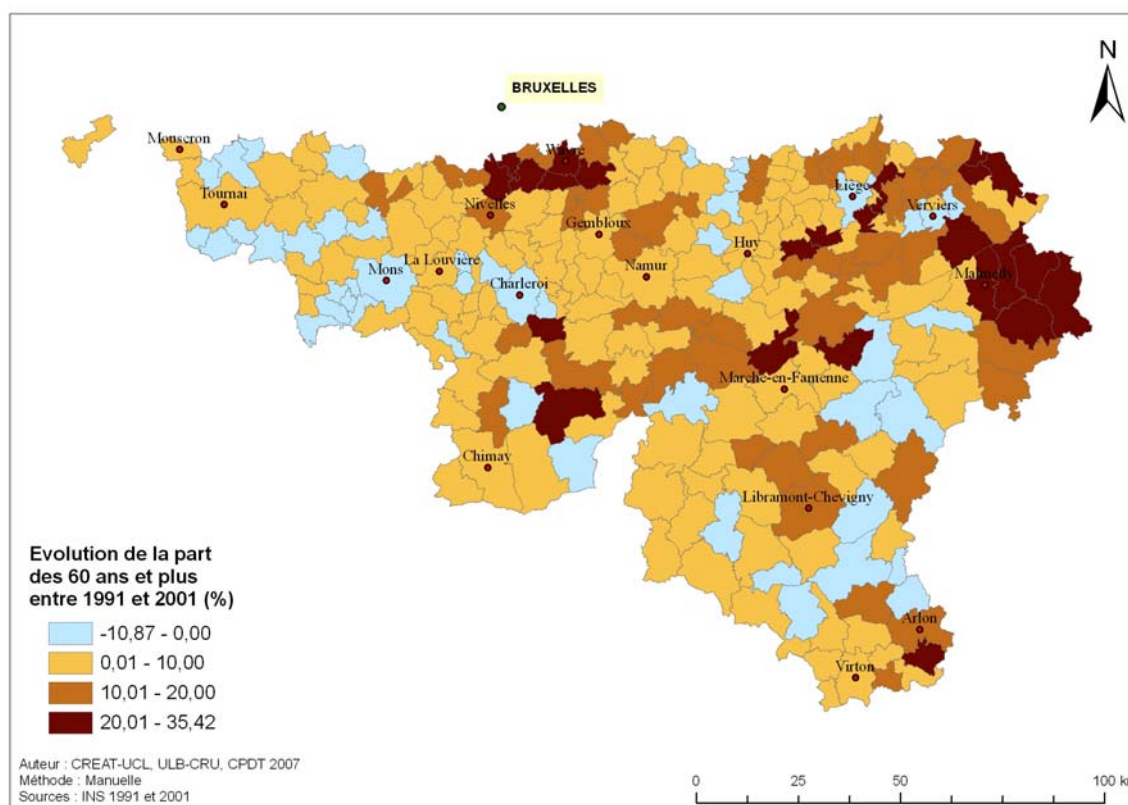 BRUXELLES
N
Mouscron
Wavre
Tournai
Liège
Nivelles
Verviers
Gembloux
Huy
La Louvière
Namur
Mons
Malmedy
Charleroi
Marche-en-Famenne
Chimay
Libramont-Chevigny
Evolution de la part
des 60 ans et plus
entre 1991 et 2001 (%)
-10,87 - 0,00
0,01 - 10,00
10,01 - 20,00
20,01 - 35,42
Arlon
Virton
Auteur : CREAT-UCL, ULB-CRU, CPDT 2007
Méthode : Manuelle
Sources : INS 1991 et 2001
0 25 50 100 km